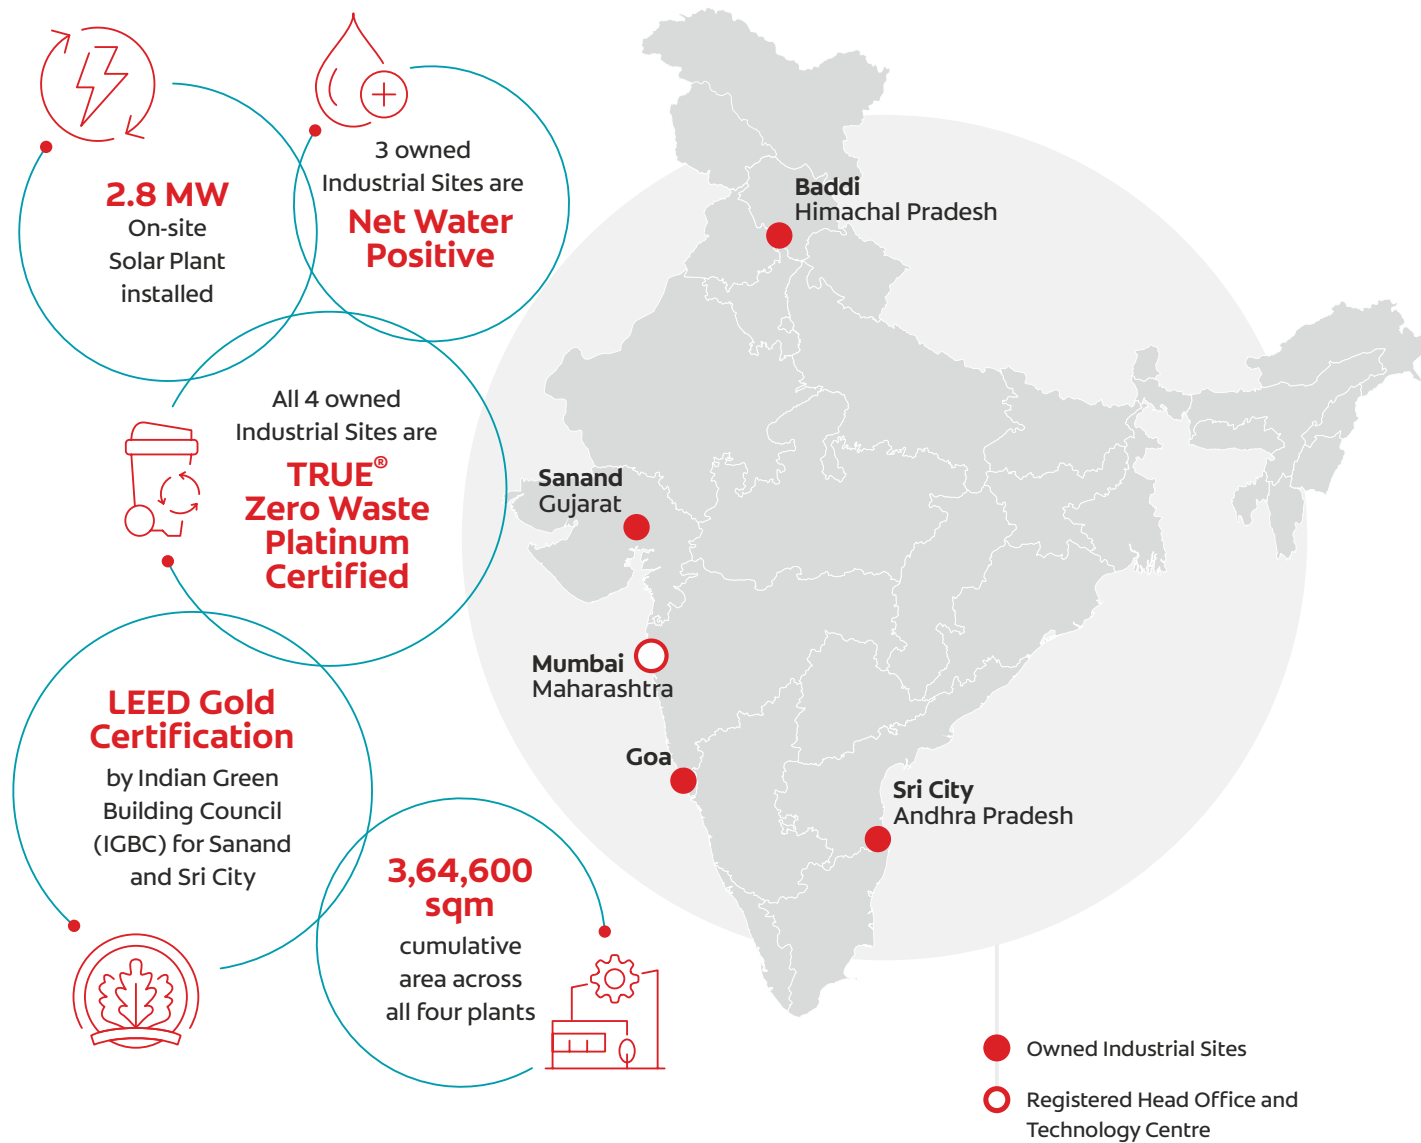 2.8 MW
On-site
Solar Plant
installed
3 owned
Industrial Sites are
Net Water
Positive
All 4 owned
Industrial Sites are
TRUE®
Zero Waste
Platinum
Certified
LEED Gold
Certification
by Indian Green
Building Council
(IGBC) for Sanand
and Sri City
3,64,600
sqm
cumulative
area across
all four plants
Baddi
Himachal Pradesh
Sanand
Gujarat
Mumbai
Maharashtra
Goa
Sri City
Andhra Pradesh
Owned Industrial Sites
Registered Head Office and
Technology Centre